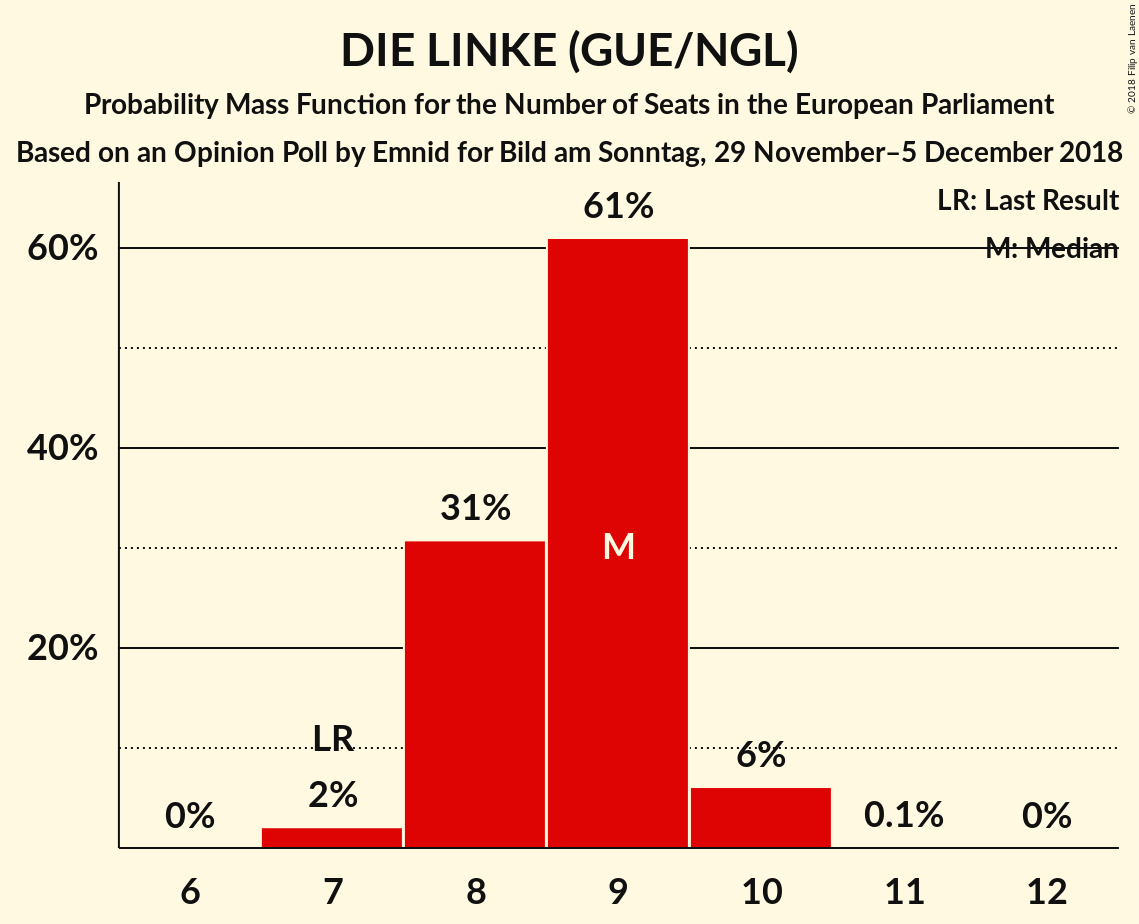 DIE LINKE (GUE/NGL)
Probability Mass Function for the Number of Seats in the European Parliament
Based on an Opinion Poll by Emnid for Bild am Sonntag, 29 November–5 December 2018
© 2018 Filip van Laenen
LR: Last Result
M: Median
60%
40%
20%
0%
LR
2%
31%
61%
M
6%
0.1%
0%
6 7 8 9 10 11 12